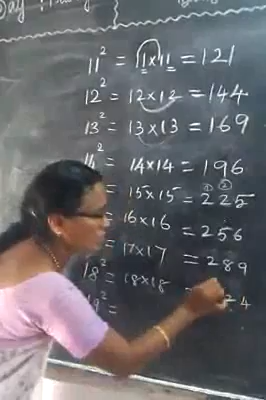 11² = 11×11 = 121
12² = 12×12 = 144
13² = 13×13 = 169
14² = 14×14 = 196
= 15×15 = 225
= 16×16 = 256
= 17×17 = 289
18² = 18×18 = 24
19² =